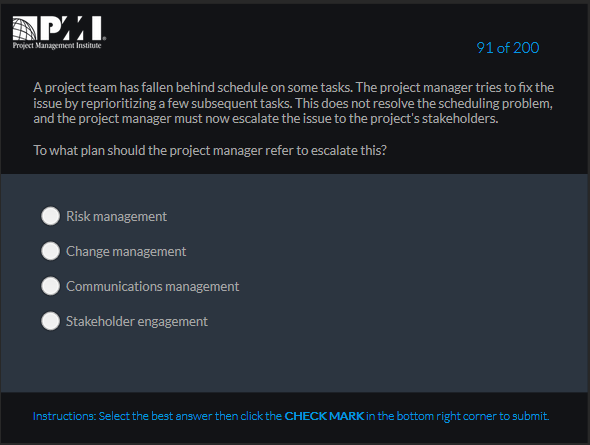 PMI
Project Management Institute
91 of 200
A project team has fallen behind schedule on some tasks. The project manager tries to fix the
issue by reprioritizing a few subsequent tasks. This does not resolve the scheduling problem,
and the project manager must now escalate the issue to the project's stakeholders.
To what plan should the project manager refer to escalate this?
Risk management
Change management
Communications management
Stakeholder engagement
Instructions: Select the best answer then click the CHECK MARK in the bottom right corner to submit.